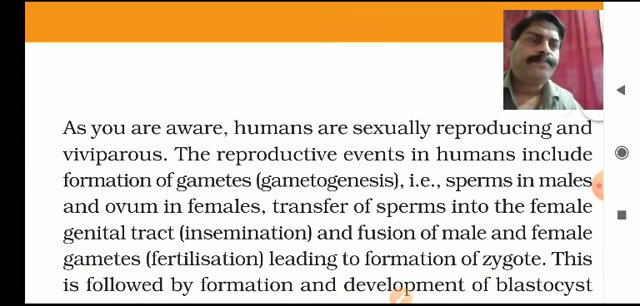 As you are aware, humans are sexually reproducing and
viviparous. The reproductive events in humans include
formation of gametes (gametogenesis), i.e., sperms in males
and ovum in females, transfer of sperms into the female
genital tract (insemination) and fusion of male and female
gametes (fertilisation) leading to formation of zygote. This
is followed by formation and development of blastocyst